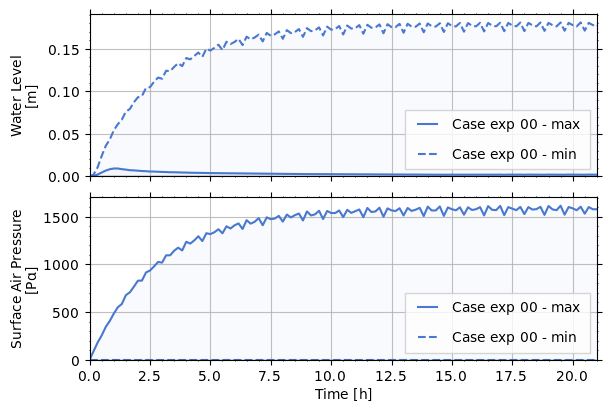 0.15
0.10
0.05
0.00
Water Level
[m]
Case exp 00 - max
Case exp 00 - min
1500
1000
500
0
Surface Air Pressure
[Pa]
Case exp 00 - max
Case exp 00 - min
0.0 2.5 5.0 7.5 10.0 12.5 15.0 17.5 20.0
Time [h]